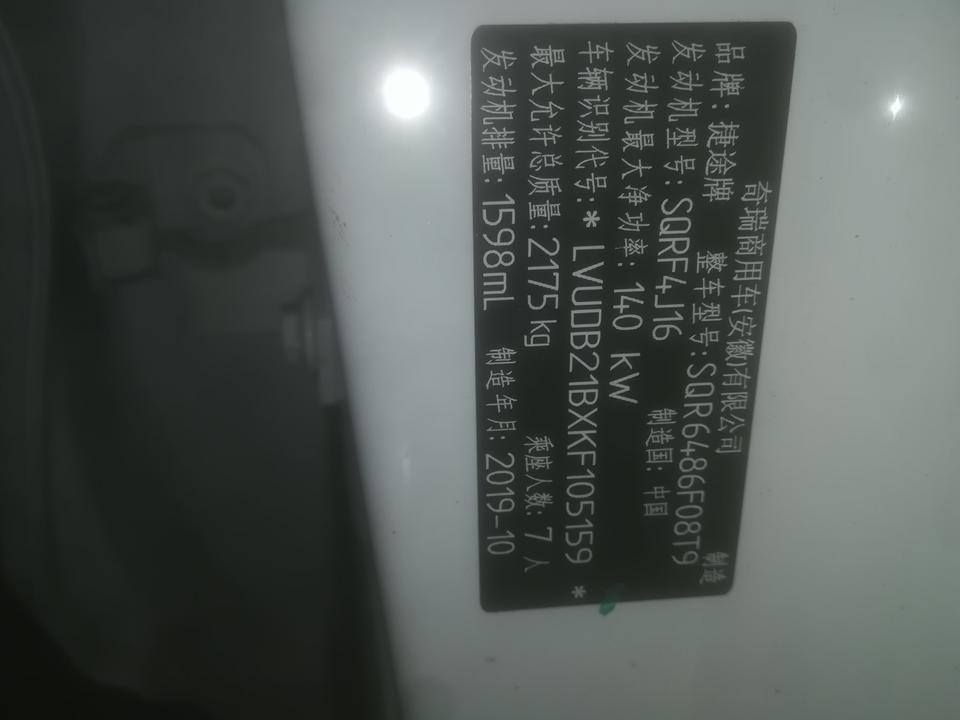 奇瑞商用车(安徽)有限公司 制造
品牌:捷途牌 整车型号:SQR6486F08T9
发动机型号:SQRF4J16 制造国:中国
发动机最大净功率:140 kW
车辆识别代号:* LVUDB21BXKF105159 *
最大允许总质量:2175 kg 乘座人数:7 人
发动机排量:1598mL 制造年月:2019-10